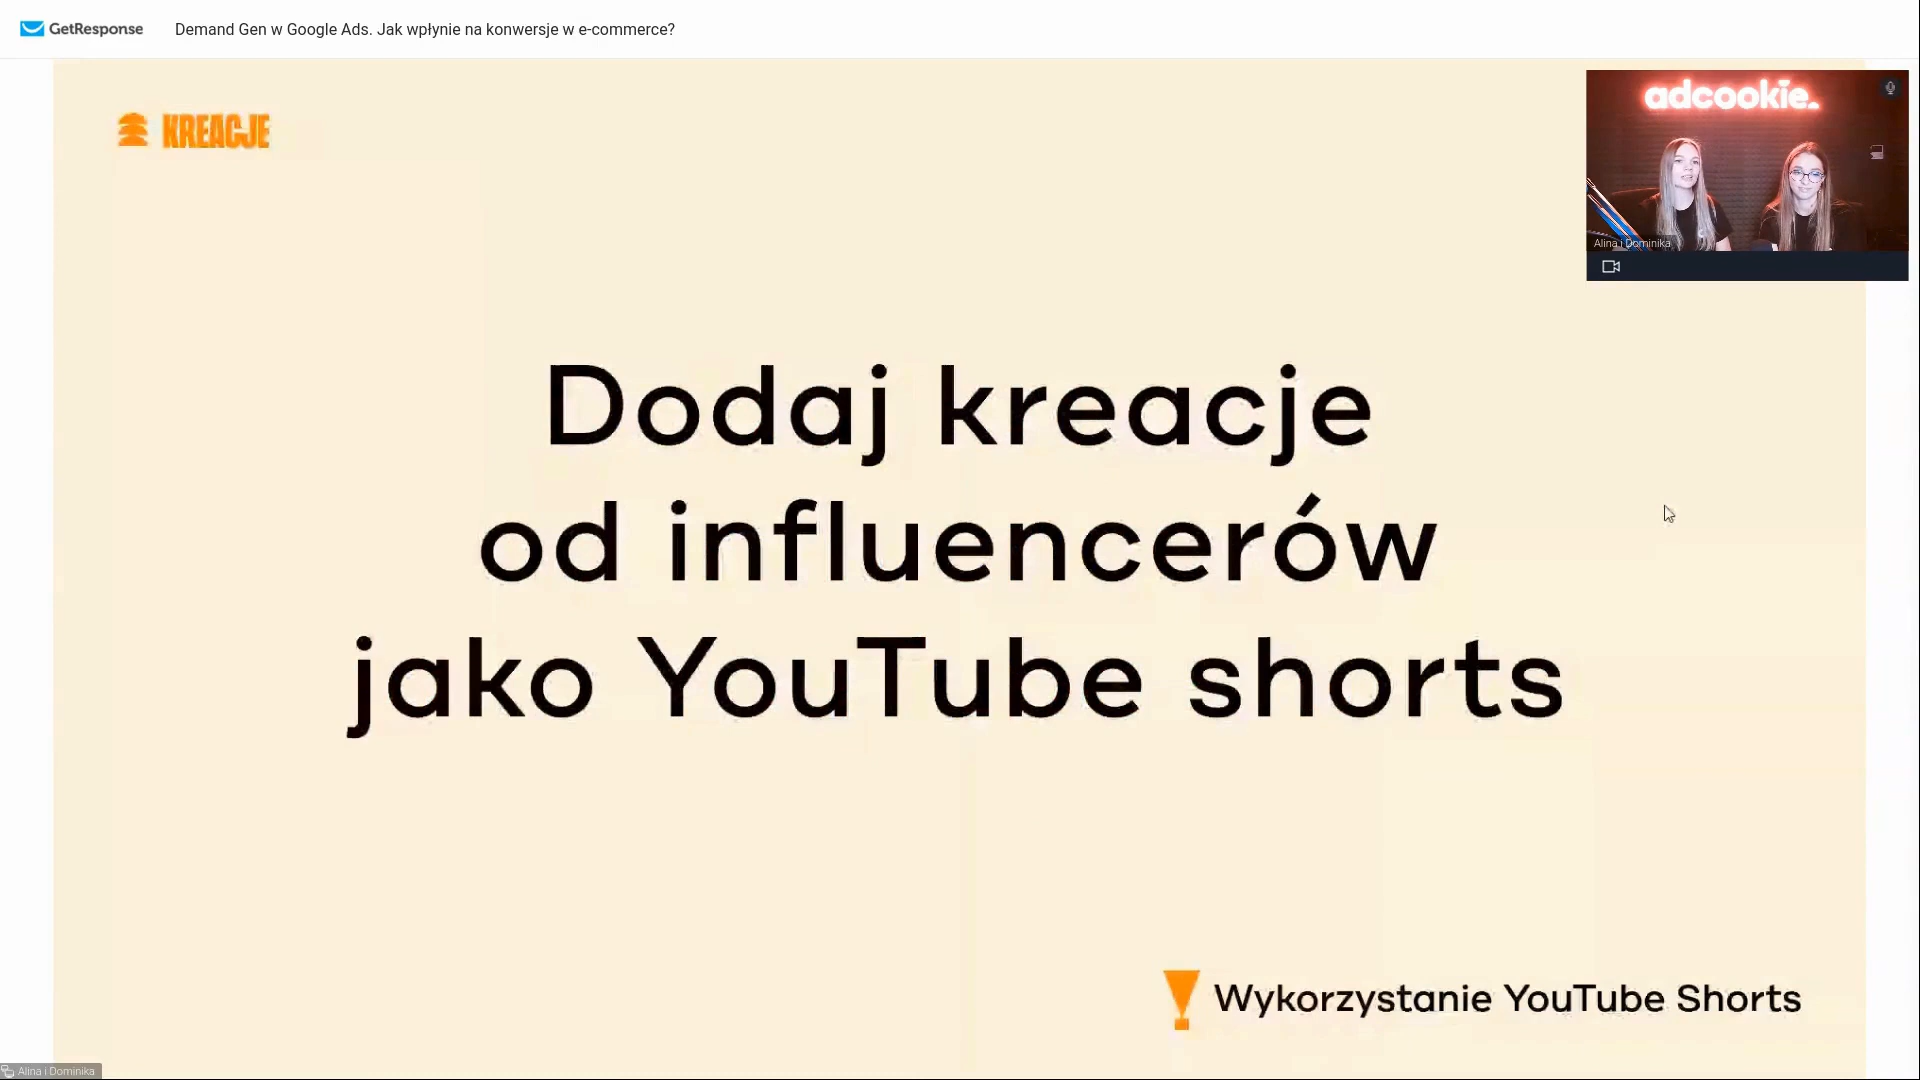 GetResponse
Demand Gen w Google Ads. Jak wpłynie na konwersje w e-commerce?
KREACJE
adcookie.
Alina i Dominika
Dodaj kreacje
od influencerów
jako YouTube shorts
Wykorzystanie YouTube Shorts
Alina i Dominika